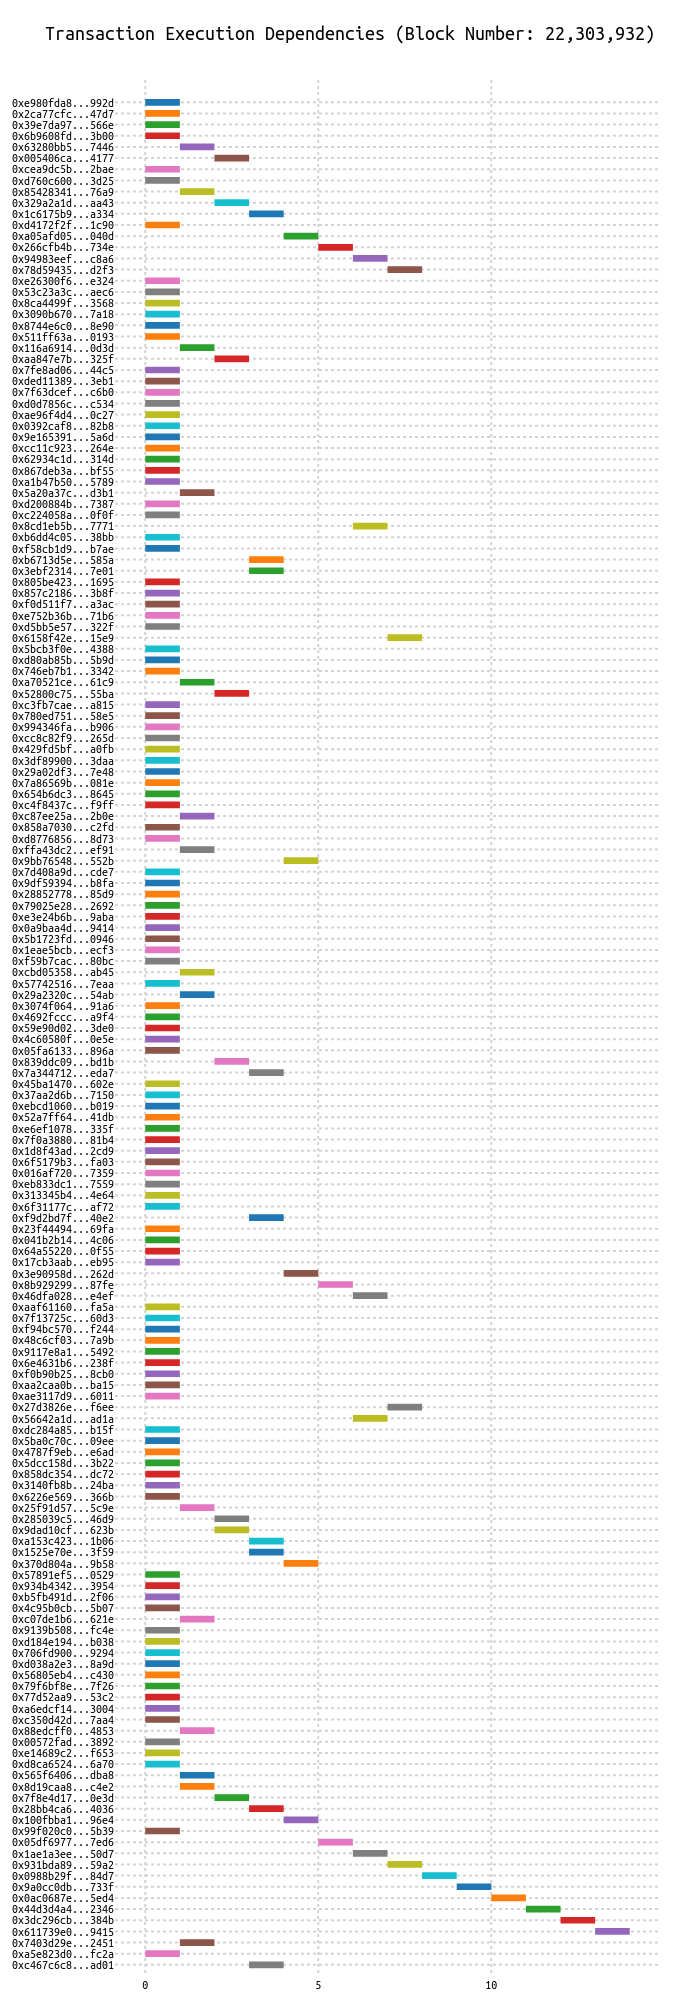 Transaction Execution Dependencies (Block Number: 22,303,932)
0xe980fda8...992d
0x2ca77cfc...47d7
0x39e7da97...566e
0x6b9608fd...3b00
0x63280bb5...7446
0x005406ca...4177
0xcea9dc5b...2bae
0xd760c600...3d25
0x85428341...76a9
0x329a2a1d...aa43
0x1c6175b9...a334
0xd4172f2f...1c90
0xa05afd05...040d
0x266cfb4b...734e
0x94983eef...c8a6
0x78d59435...d2f3
0xe26300f6...e324
0x53c23a3c...aec6
0x8ca4499f...3568
0x3090b670...7a18
0x8744e6c0...8e90
0x511ff63a...0193
0x116a6914...0d3d
0xaa847e7b...325f
0x7fe8ad06...44c5
0xded11389...3eb1
0x7f63dcef...c6b0
0xd0d7856c...c534
0xae96f4d4...0c27
0x0392caf8...82b8
0x9e165391...5a6d
0xcc11c923...264e
0x62934c1d...314d
0x867deb3a...bf55
0xa1b47b50...5789
0x5a20a37c...d3b1
0xd200884b...7387
0xc224058a...0f0f
0x8cd1eb5b...7771
0xb6dd4c05...38bb
0xf58cb1d9...b7ae
0xb6713d5e...585a
0x3ebf2314...7e01
0x805be423...1695
0x857c2186...3b8f
0xf0d511f7...a3ac
0xe752b36b...71b6
0xd5bb5e57...322f
0x6158f42e...15e9
0x5bcb3f0e...4388
0xd80ab85b...5b9d
0x746eb7b1...3342
0xa70521ce...61c9
0x52800c75...55ba
0xc3fb7cae...a815
0x780ed751...58e5
0x994346fa...b906
0xcc8c82f9...265d
0x429fd5bf...a0fb
0x3df89900...3daa
0x29a02df3...7e48
0x7a86569b...081e
0x654b6dc3...8645
0xc4f8437c...f9ff
0xc87ee25a...2b0e
0x858a7030...c2fd
0xd8776856...8d73
0xffa43dc2...ef91
0x9bb76548...552b
0x7d408a9d...cde7
0x9df59394...b8fa
0x28852778...85d9
0x79025e28...2692
0xe3e24b6b...9aba
0x0a9baa4d...9414
0x5b1723fd...0946
0x1eae5bcb...ecf3
0xf59b7cac...80bc
0xcbd05358...ab45
0x57742516...7eaa
0x29a2320c...54ab
0x3074f064...91a6
0x4692fccc...a9f4
0x59e90d02...3de0
0x4c60580f...0e5e
0x05fa6133...896a
0x839ddc09...bd1b
0x7a344712...eda7
0x45ba1470...602e
0x37aa2d6b...7150
0xebcd1060...b019
0x52a7ff64...41db
0xe6ef1078...335f
0x7f0a3880...81b4
0x1d8f43ad...2cd9
0x6f5179b3...fa03
0x016af720...7359
0xeb833dc1...7559
0x313345b4...4e64
0x6f31177c...af72
0xf9d2bd7f...40e2
0x23f44494...69fa
0x041b2b14...4c06
0x64a55220...0f55
0x17cb3aab...eb95
0x3e90958d...262d
0x8b929299...87fe
0x46dfa028...e4ef
0xaaf61160...fa5a
0x7f13725c...60d3
0xf94bc570...f244
0x48c6cf03...7a9b
0x9117e8a1...5492
0x6e4631b6...238f
0xf0b90b25...8cb0
0xaa2caa0b...ba15
0xae3117d9...6011
0x27d3826e...f6ee
0x56642a1d...ad1a
0xdc284a85...b15f
0x5ba0c70c...09ee
0x4787f9eb...e6ad
0x5dcc158d...3b22
0x858dc354...dc72
0x3140fb8b...24ba
0x6226e569...366b
0x25f91d57...5c9e
0x285039c5...46d9
0x9dad10cf...623b
0xa153c423...1b06
0x1525e70e...3f59
0x370d804a...9b58
0x57891ef5...0529
0x934b4342...3954
0xb5fb491d...2f06
0x4c95b0cb...5b07
0xc07de1b6...621e
0x9139b508...fc4e
0xd184e194...b038
0x706fd900...9294
0xd038a2e3...8a9d
0x56805eb4...c430
0x79f6bf8e...7f26
0x77d52aa9...53c2
0xa6edcf14...3004
0xc350d42d...7aa4
0x88edcff0...4853
0x00572fad...3892
0xe14689c2...f653
0xd8ca6524...6a70
0x565f6406...dba8
0x8d19caa8...c4e2
0x7f8e4d17...0e3d
0x28bb4ca6...4036
0x100fbba1...96e4
0x99f020c0...5b39
0x05df6977...7ed6
0x1ae1a3ee...50d7
0x931bda89...59a2
0x0988b29f...84d7
0x9a0cc0db...733f
0x0ac0687e...5ed4
0x44d3d4a4...2346
0x3dc296cb...384b
0x611739e0...9415
0x7403d29e...2451
0xa5e823d0...fc2a
0xc467c6c8...ad01
0 5 10